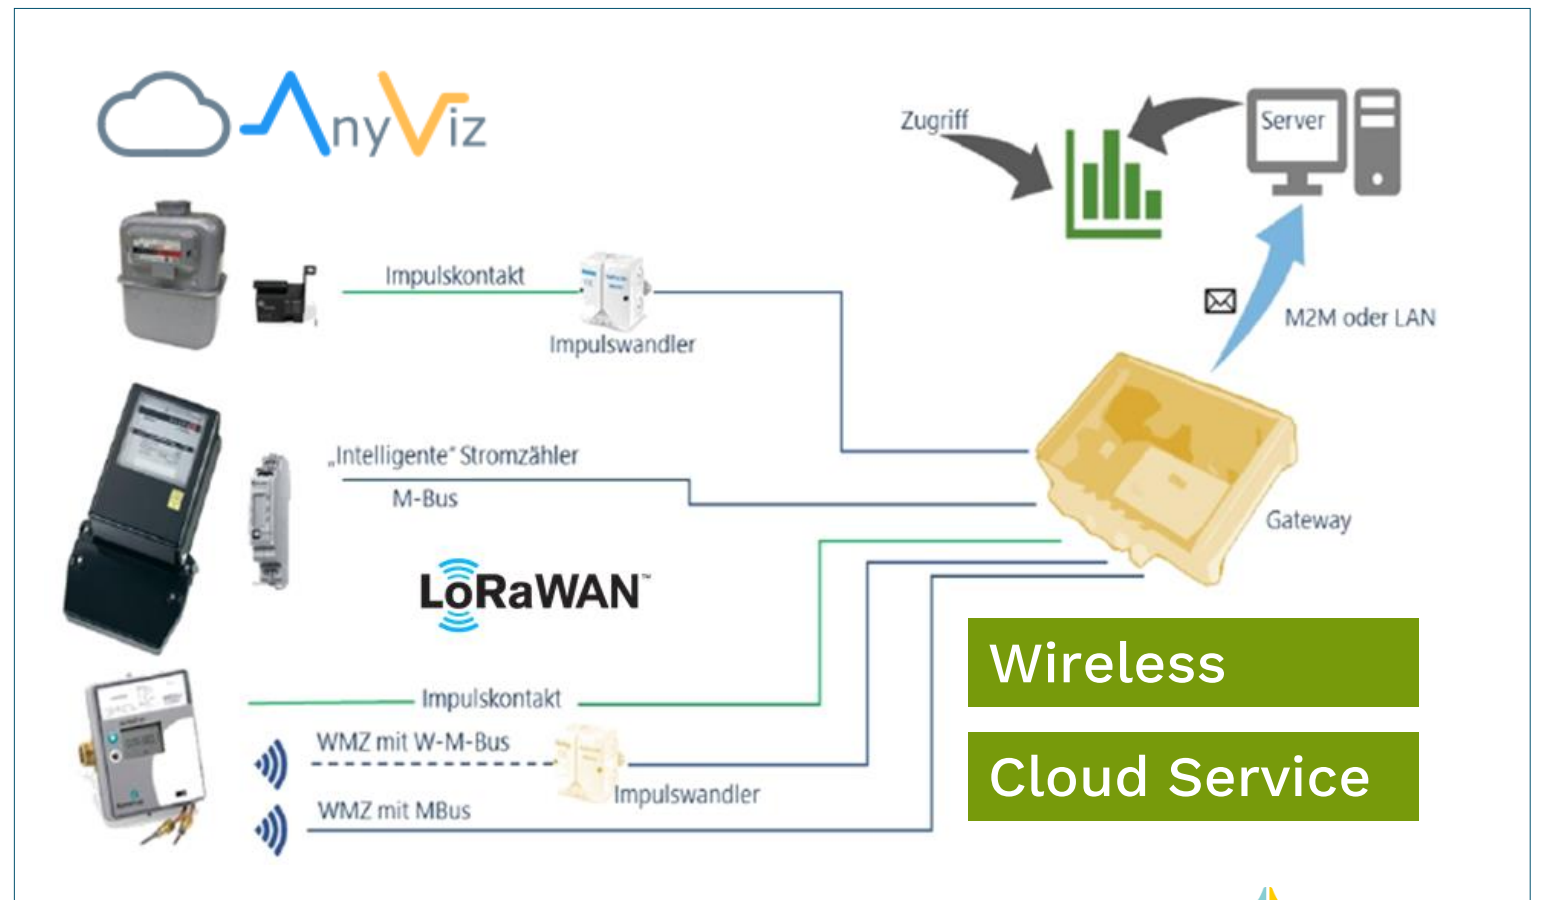 AnyViz
Zugriff
Server
Impulskontakt
Impulswandler
M2M oder LAN
„Intelligente“ Stromzähler
M-Bus
Gateway
LoRaWAN™
Wireless
Impulskontakt
WMZ mit W-M-Bus
Impulswandler
Cloud Service
WMZ mit MBus